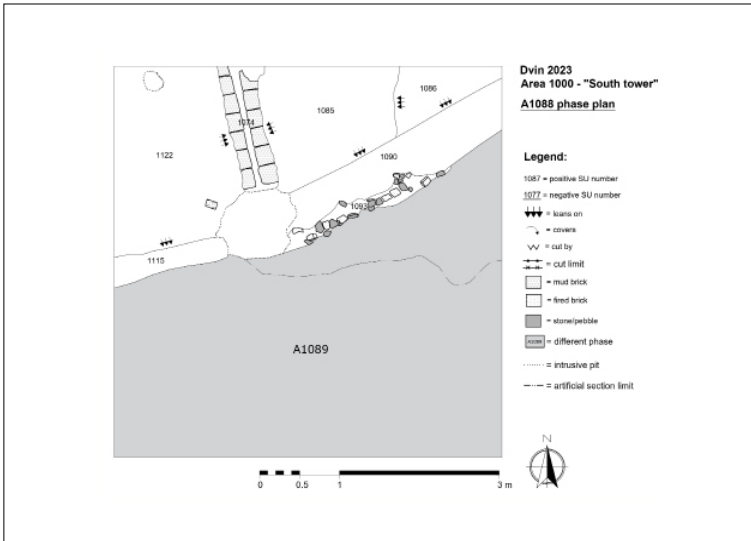 Dvin 2023
Area 1000 - "South tower"
A1088 phase plan
1086
1074
1085
1122
1090
1093
1115
A1089
Legend:
1087 = positive SU number
1077 = negative SU number
= leans on
= covers
= cut by
= cut limit
= mud brick
= fired brick
= stone/pebble
A1089 = different phase
= intrusive pit
= artificial section limit
N
0 0.5 1 3 m